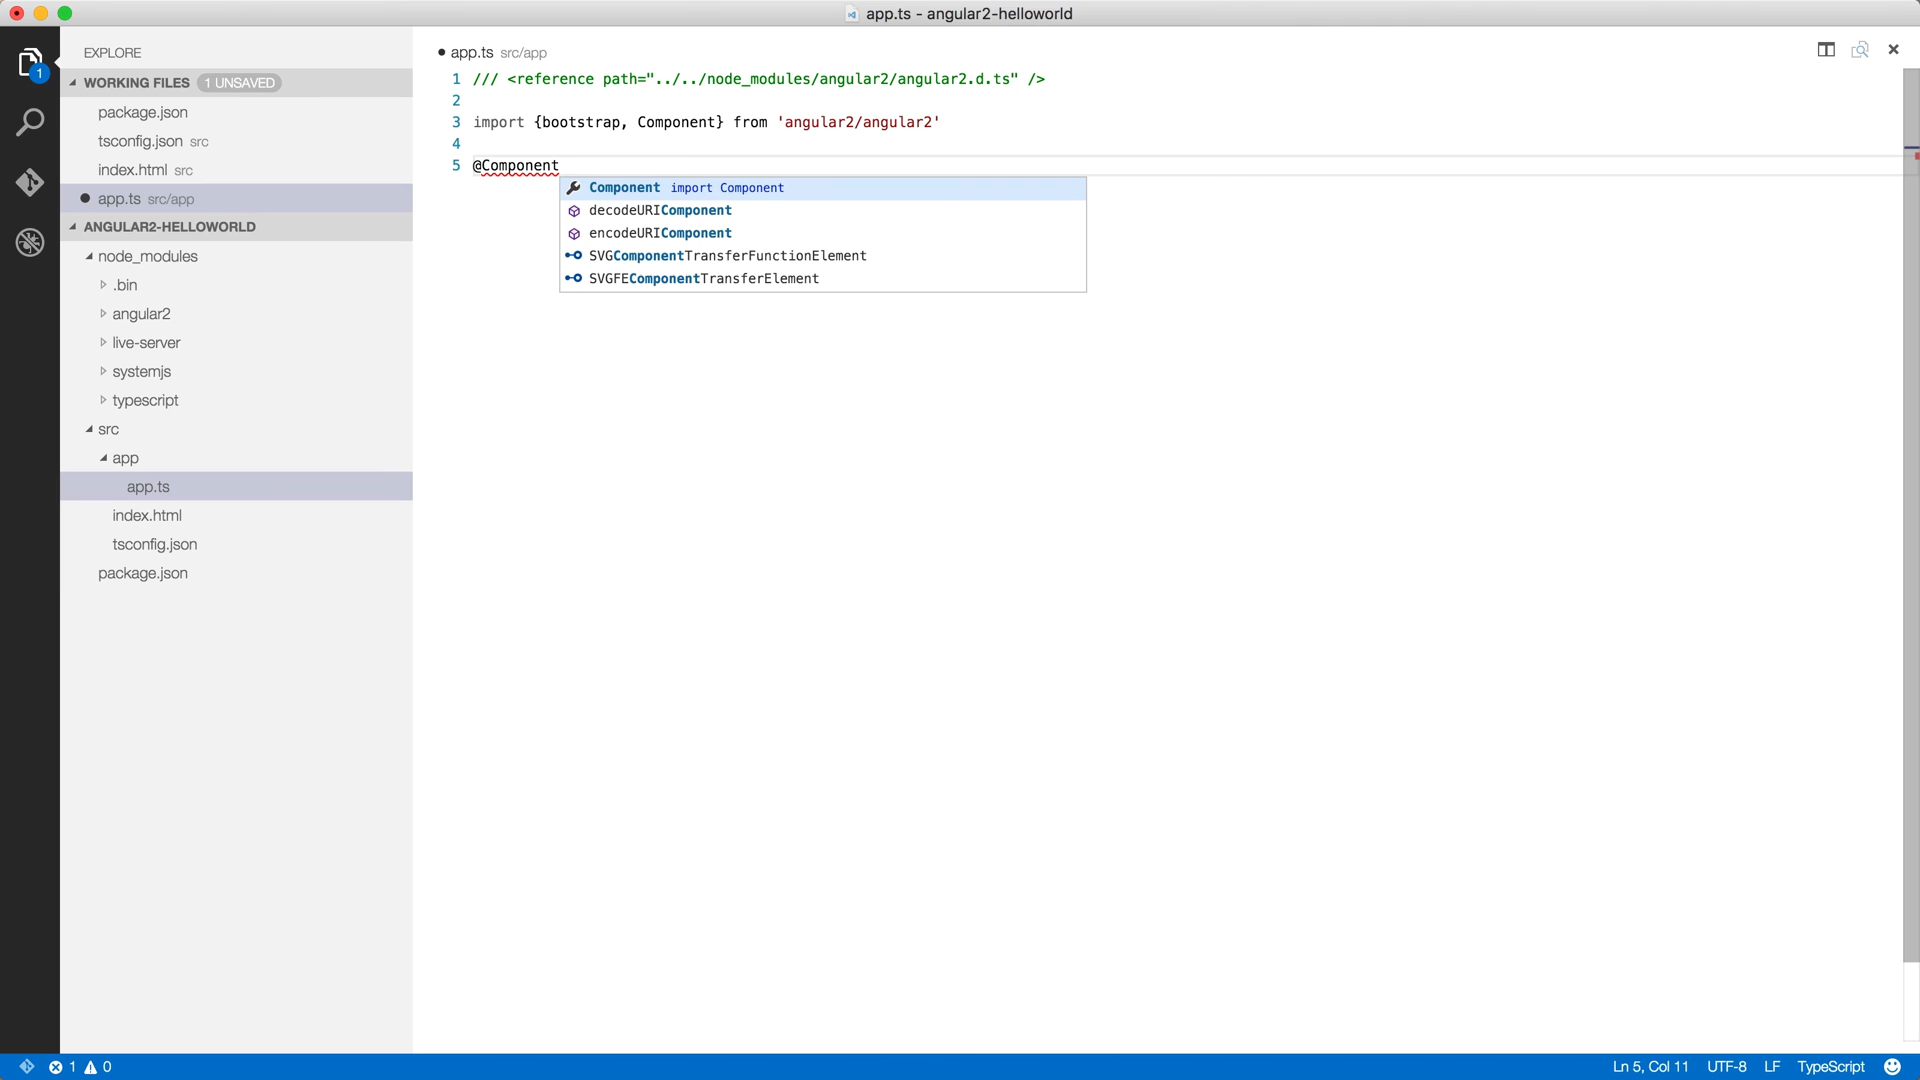 app.ts - angular2-helloworld
1
EXPLORE
WORKING FILES 1 UNSAVED
package.json
tsconfig.json src
index.html src
app.ts src/app
ANGULAR2-HELLOWORLD
node_modules
.bin
angular2
live-server
systemjs
typescript
src
app
app.ts
index.html
tsconfig.json
package.json
app.ts src/app
1 /// <reference path="../../node_modules/angular2/angular2.d.ts" />
2
3 import {bootstrap, Component} from 'angular2/angular2'
4
5 @Component
Component import Component
decodeURIComponent
encodeURIComponent
SVGComponentTransferFunctionElement
SVGFEComponentTransferElement
1 0 Ln 5, Col 11 UTF-8 LF TypeScript